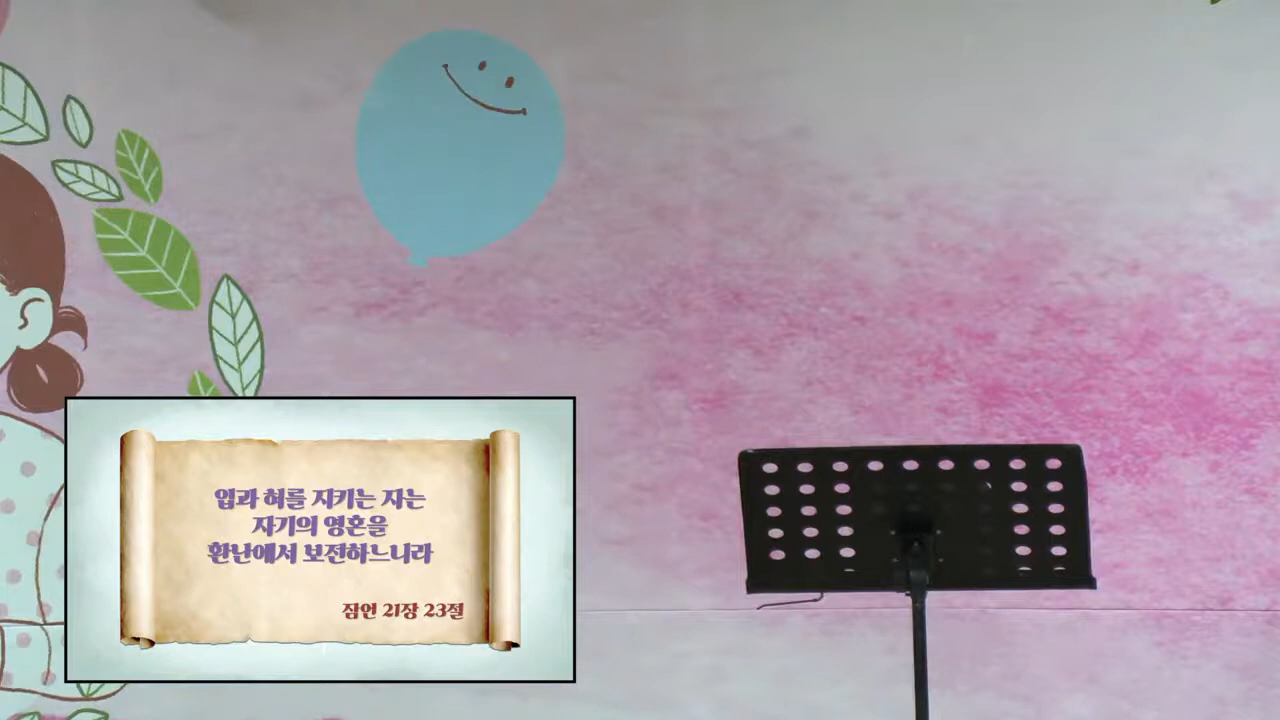 입과 혀를 지키는 자는
자기의 영혼을
환난에서 보전하느니라
잠언 21장 23절